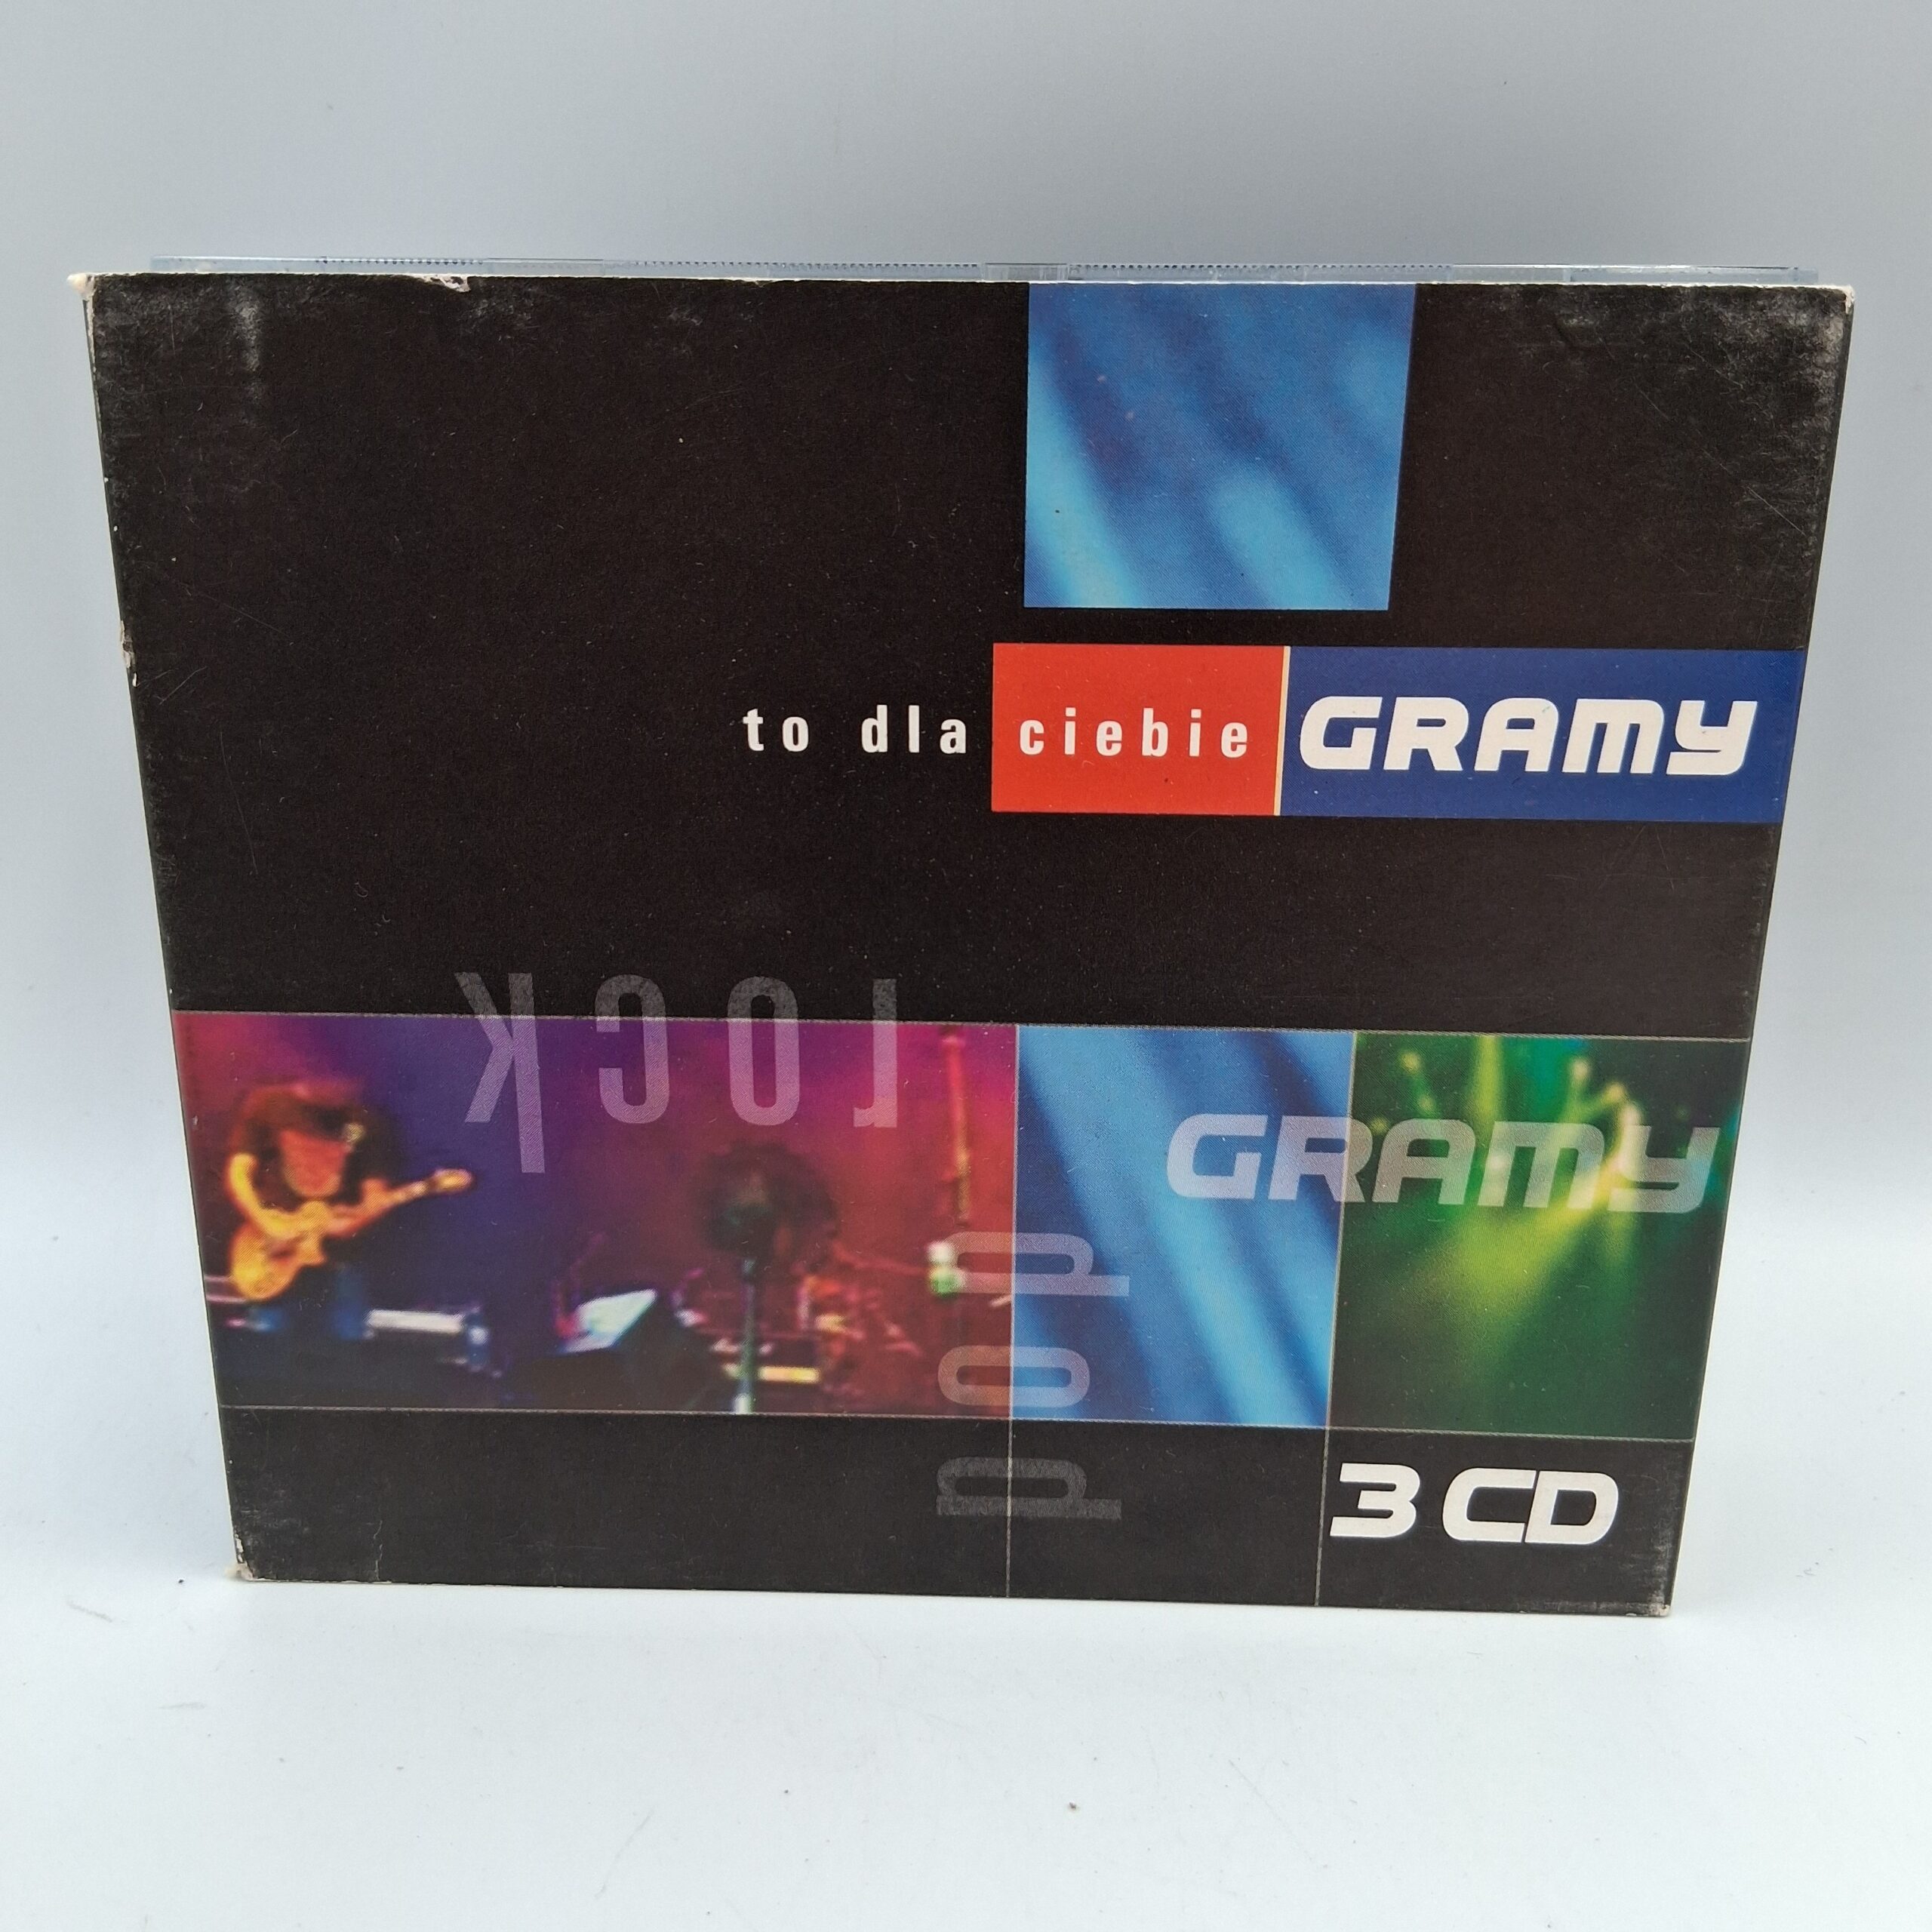 to dla ciebie GRAMY
rock
GRAMY
pop
3 CD